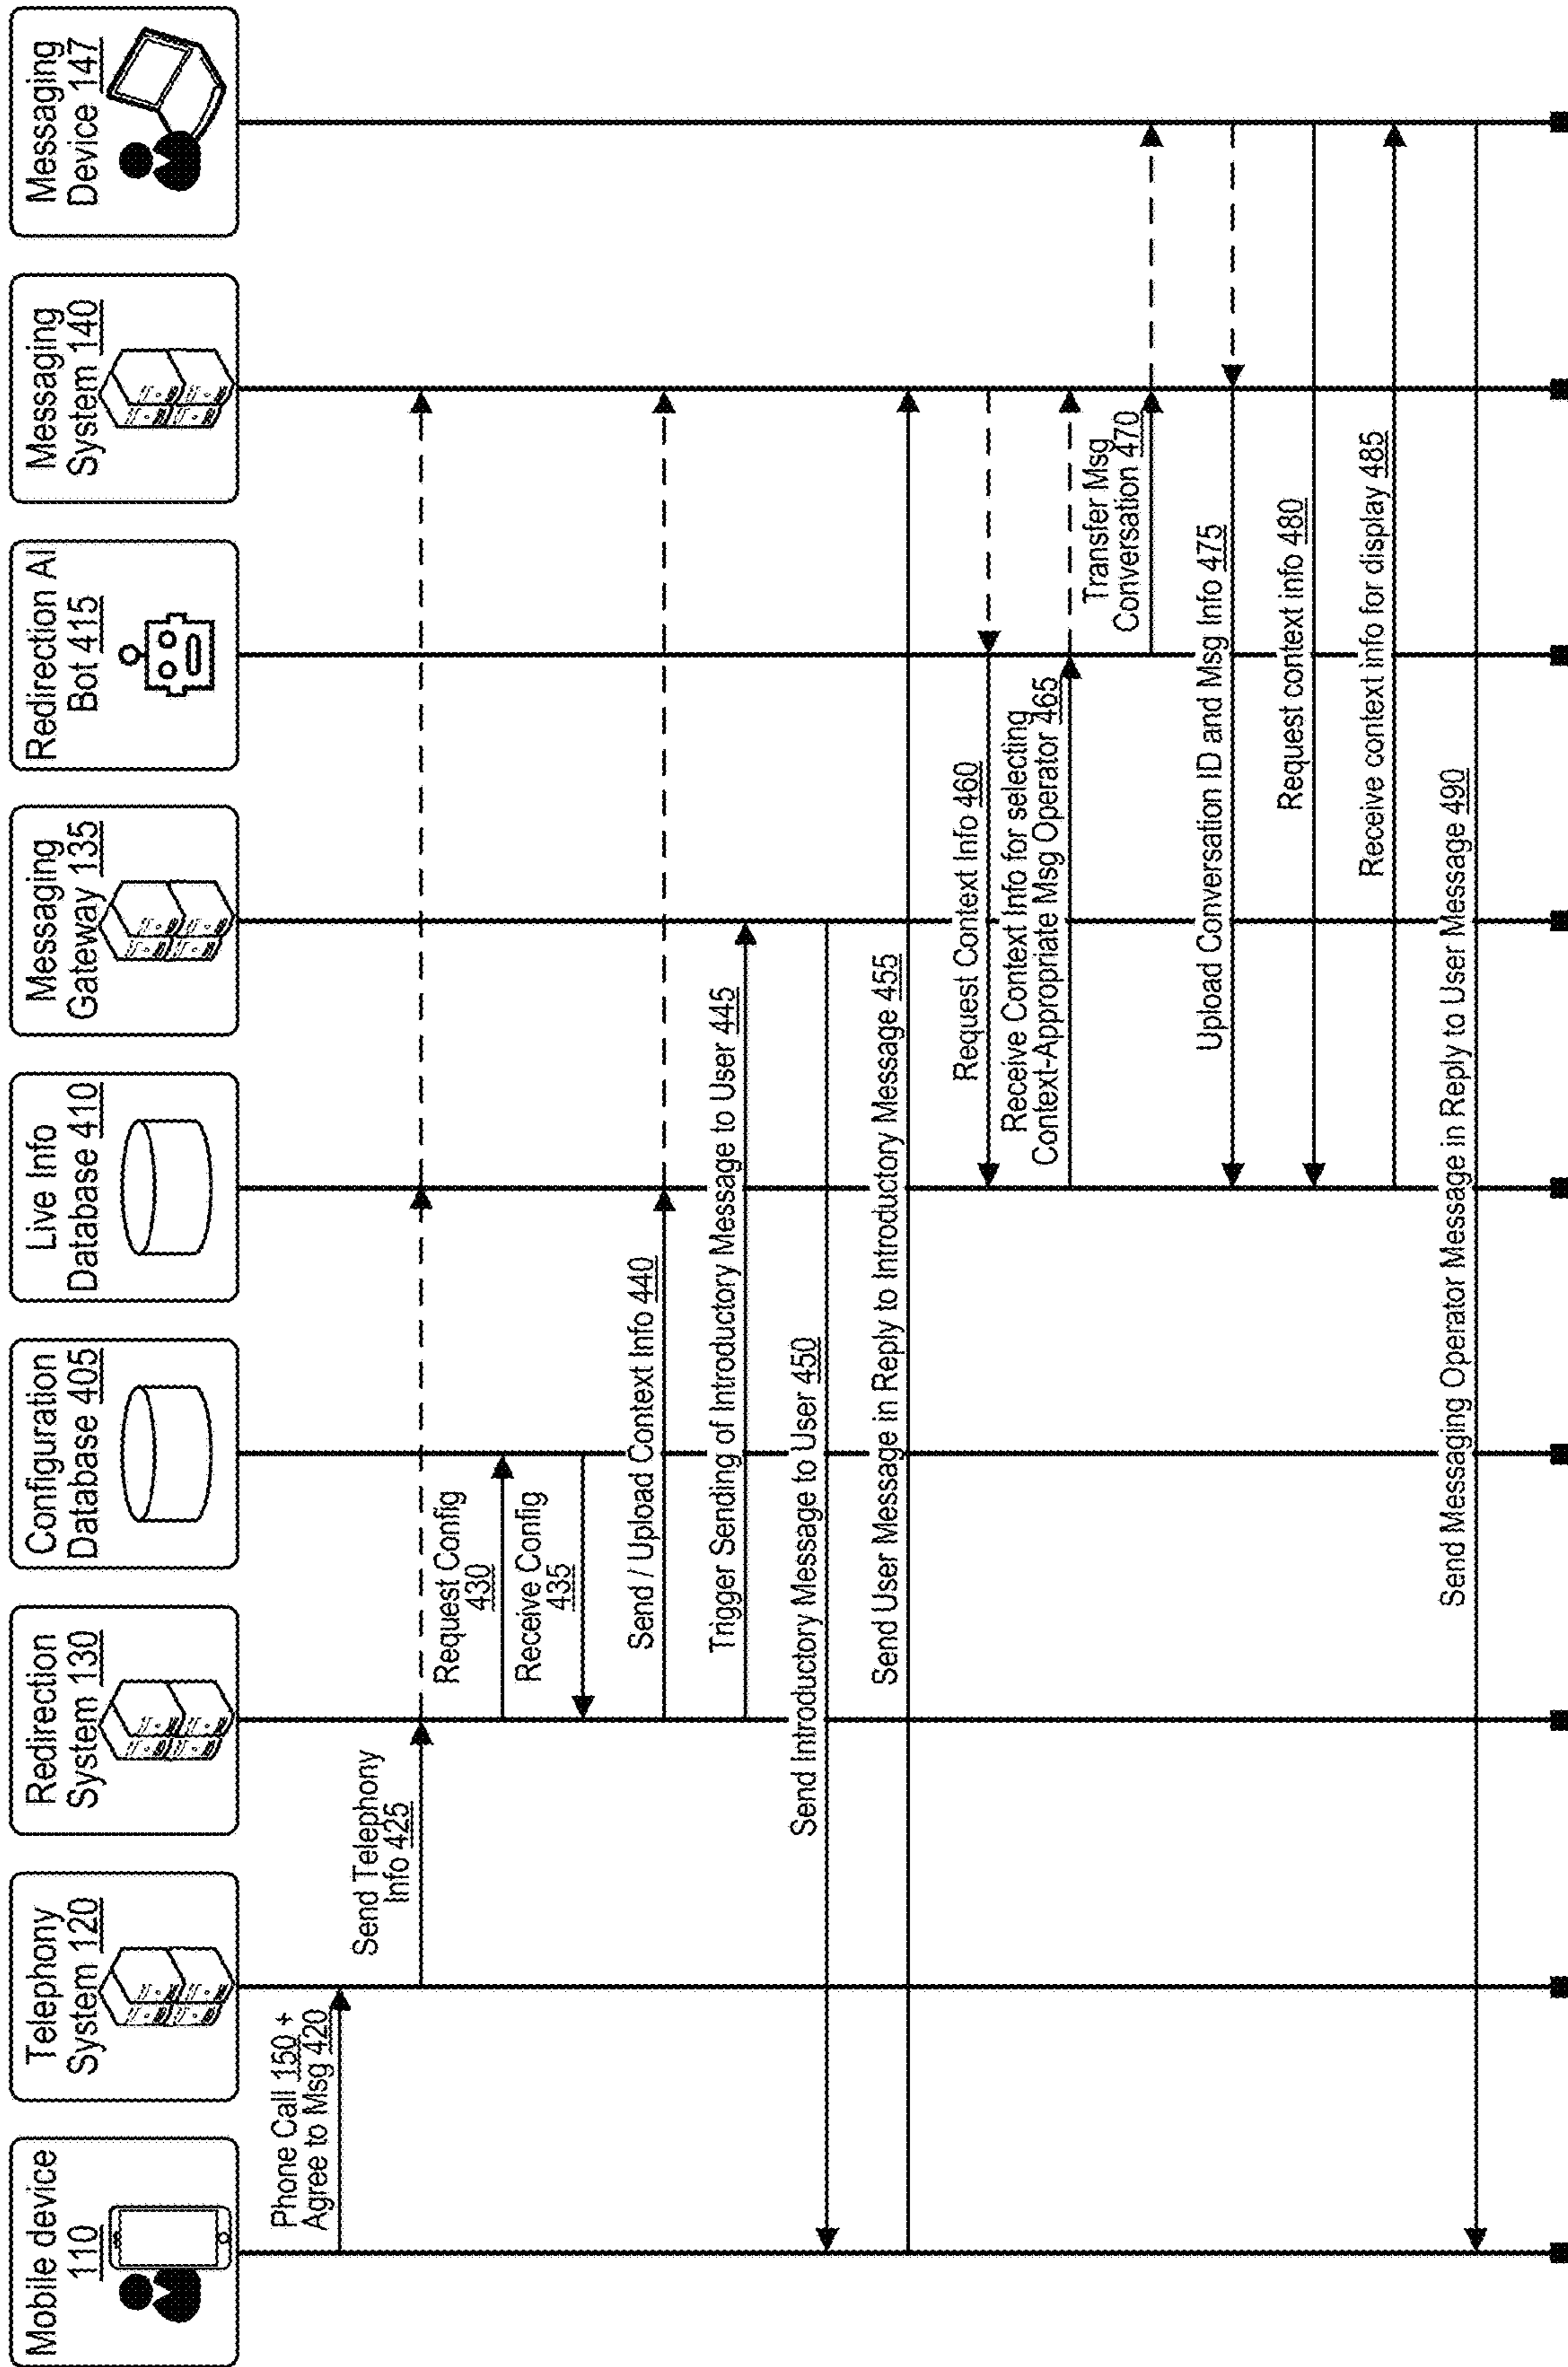 Mobile device
110
Telephony
System 120
Redirection
System 130
Configuration
Database 405
Live Info
Database 410
Messaging
Gateway 135
Redirection AI
Bot 415
Messaging
System 140
Messaging
Device 147
Phone Call 150 +
Agree to Msg 420
Send Telephony
Info 425
Request Config
430
Receive Config
435
Send / Upload Context Info 440
Trigger Sending of Introductory Message to User 445
Send Introductory Message to User 450
Send User Message in Reply to Introductory Message 455
Request Context Info 460
Receive Context Info for selecting
Context-Appropriate Msg Operator 465
Transfer Msg
Conversation 470
Upload Conversation ID and Msg Info 475
Request context info 480
Receive context info for display 485
Send Messaging Operator Message in Reply to User Message 490